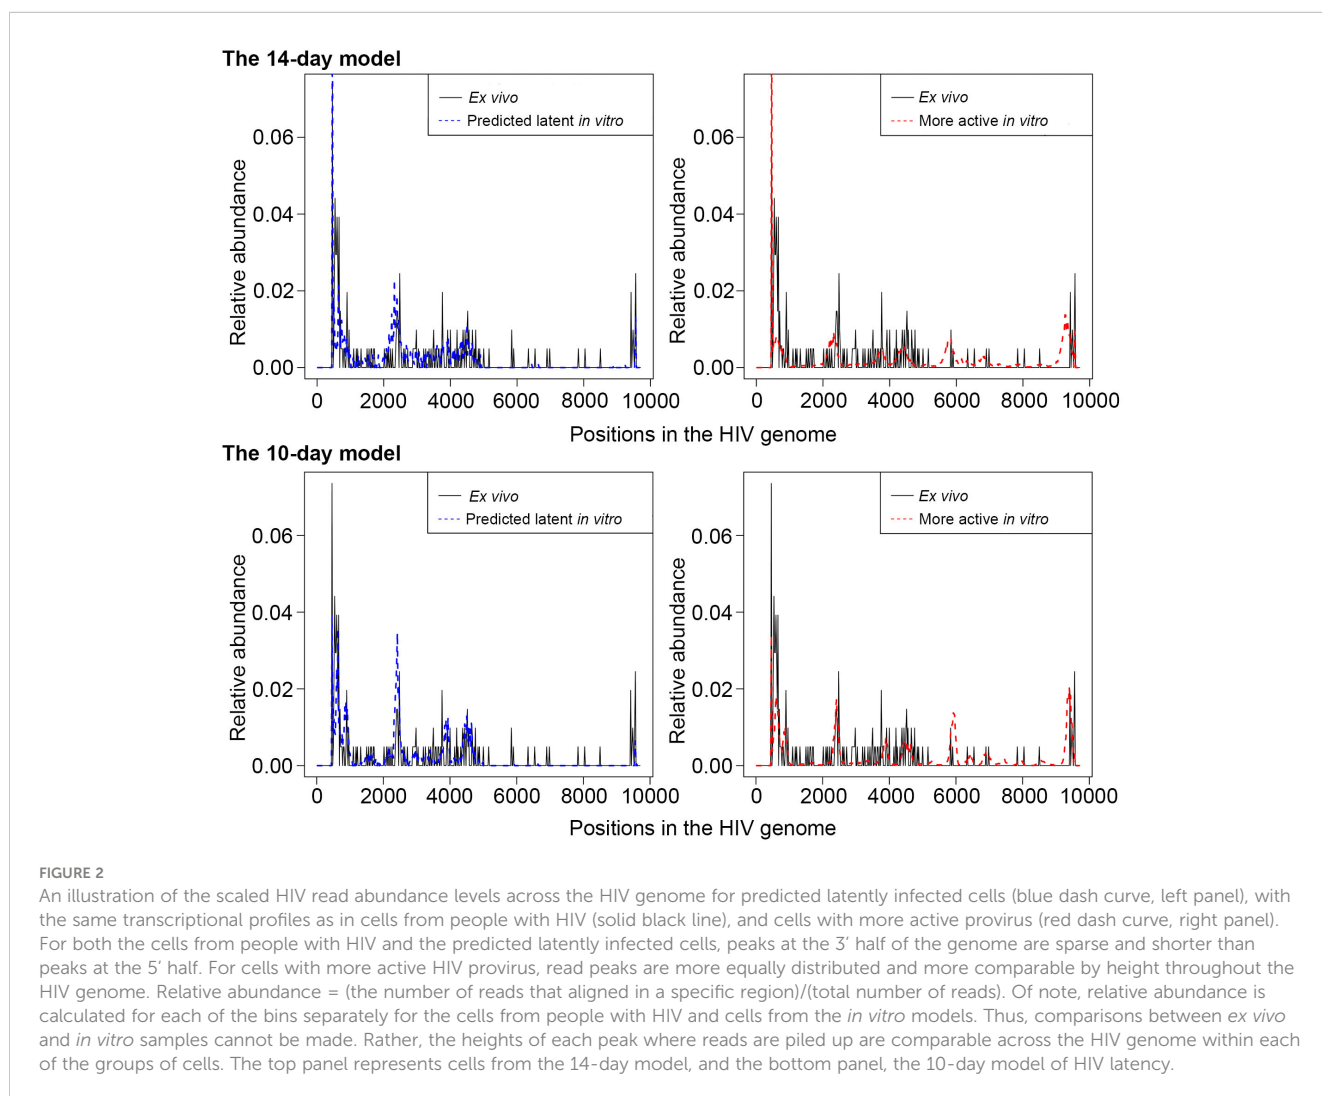 The 14-day model
Ex vivo
Predicted latent in vitro
Relative abundance
0.06
0.04
0.02
0.00
0 2000 4000 6000 8000 10000
Ex vivo
More active in vitro
Relative abundance
0.06
0.04
0.02
0.00
0 2000 4000 6000 8000 10000
Positions in the HIV genome
The 10-day model
Ex vivo
Predicted latent in vitro
Relative abundance
0.06
0.04
0.02
0.00
0 2000 4000 6000 8000 10000
Ex vivo
More active in vitro
Relative abundance
0.06
0.04
0.02
0.00
0 2000 4000 6000 8000 10000
Positions in the HIV genome
FIGURE 2
An illustration of the scaled HIV read abundance levels across the HIV genome for predicted latently infected cells (blue dash curve, left panel), with
the same transcriptional profiles as in cells from people with HIV (solid black line), and cells with more active provirus (red dash curve, right panel).
For both the cells from people with HIV and the predicted latently infected cells, peaks at the 3’ half of the genome are sparse and shorter than
peaks at the 5’ half. For cells with more active HIV provirus, read peaks are more equally distributed and more comparable by height throughout the
HIV genome. Relative abundance = (the number of reads that aligned in a specific region)/(total number of reads). Of note, relative abundance is
calculated for each of the bins separately for the cells from people with HIV and cells from the in vitro models. Thus, comparisons between ex vivo
and in vitro samples cannot be made. Rather, the heights of each peak where reads are piled up are comparable across the HIV genome within each
of the groups of cells. The top panel represents cells from the 14-day model, and the bottom panel, the 10-day model of HIV latency.